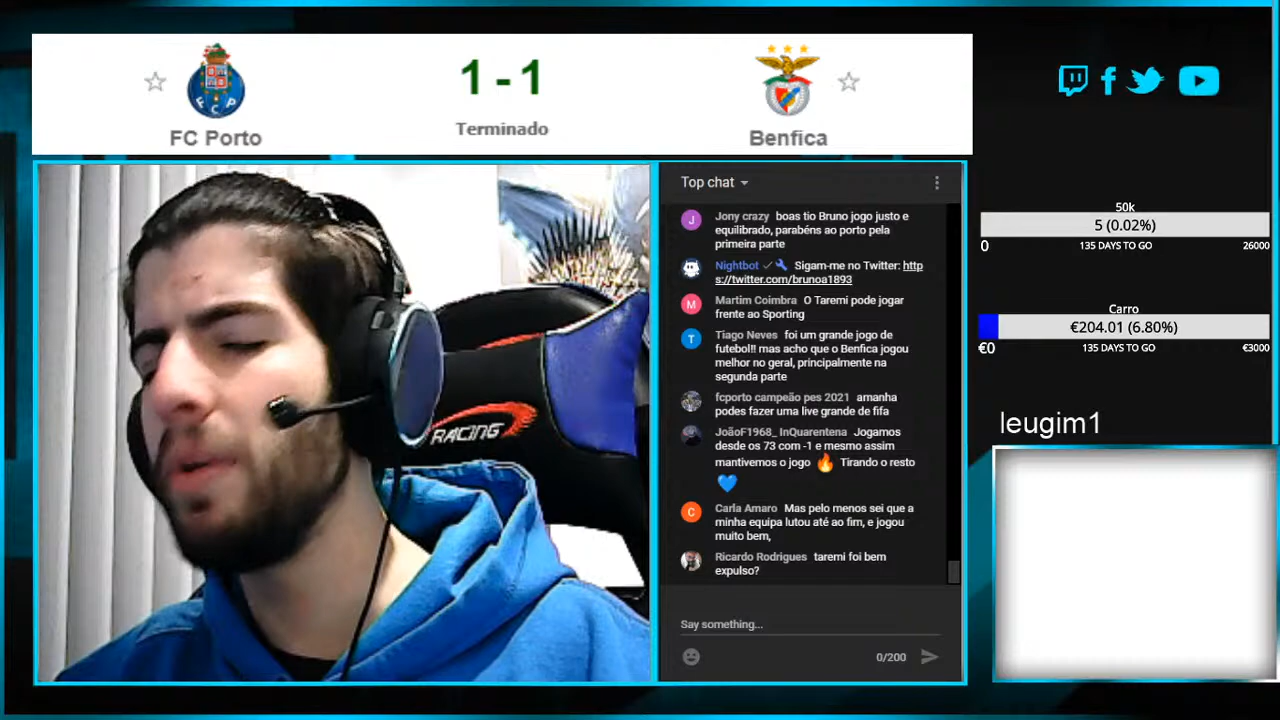 1 - 1
FC Porto
Terminado
Benfica
FCP
RACING
Top chat
Jony crazy boas tio Bruno jogo justo e
equilibrado, parabéns ao porto pela
primeira parte
Nightbot Sigam-me no Twitter: http
s://twitter.com/brunoa1893
Martim Coimbra O Taremi pode jogar
frente ao Sporting
Tiago Neves foi um grande jogo de
futebol!! mas acho que o Benfica jogou
melhor no geral, principalmente na
segunda parte
fcporto campeão pes 2021 amanha
podes fazer uma live grande de fifa
JoãoF1968_ InQuarentena Jogamos
desde os 73 com -1 e mesmo assim
mantivemos o jogo 🔥 Tirando o resto
💙
Carla Amaro Mas pelo menos sei que a
minha equipa lutou até ao fim, e jogou
muito bem,
Ricardo Rodrigues taremi foi bem
expulso?
Say something...
0/200
50k
5 (0.02%)
0 135 DAYS TO GO 26000
Carro
€204.01 (6.80%)
€0 135 DAYS TO GO €3000
leugim1